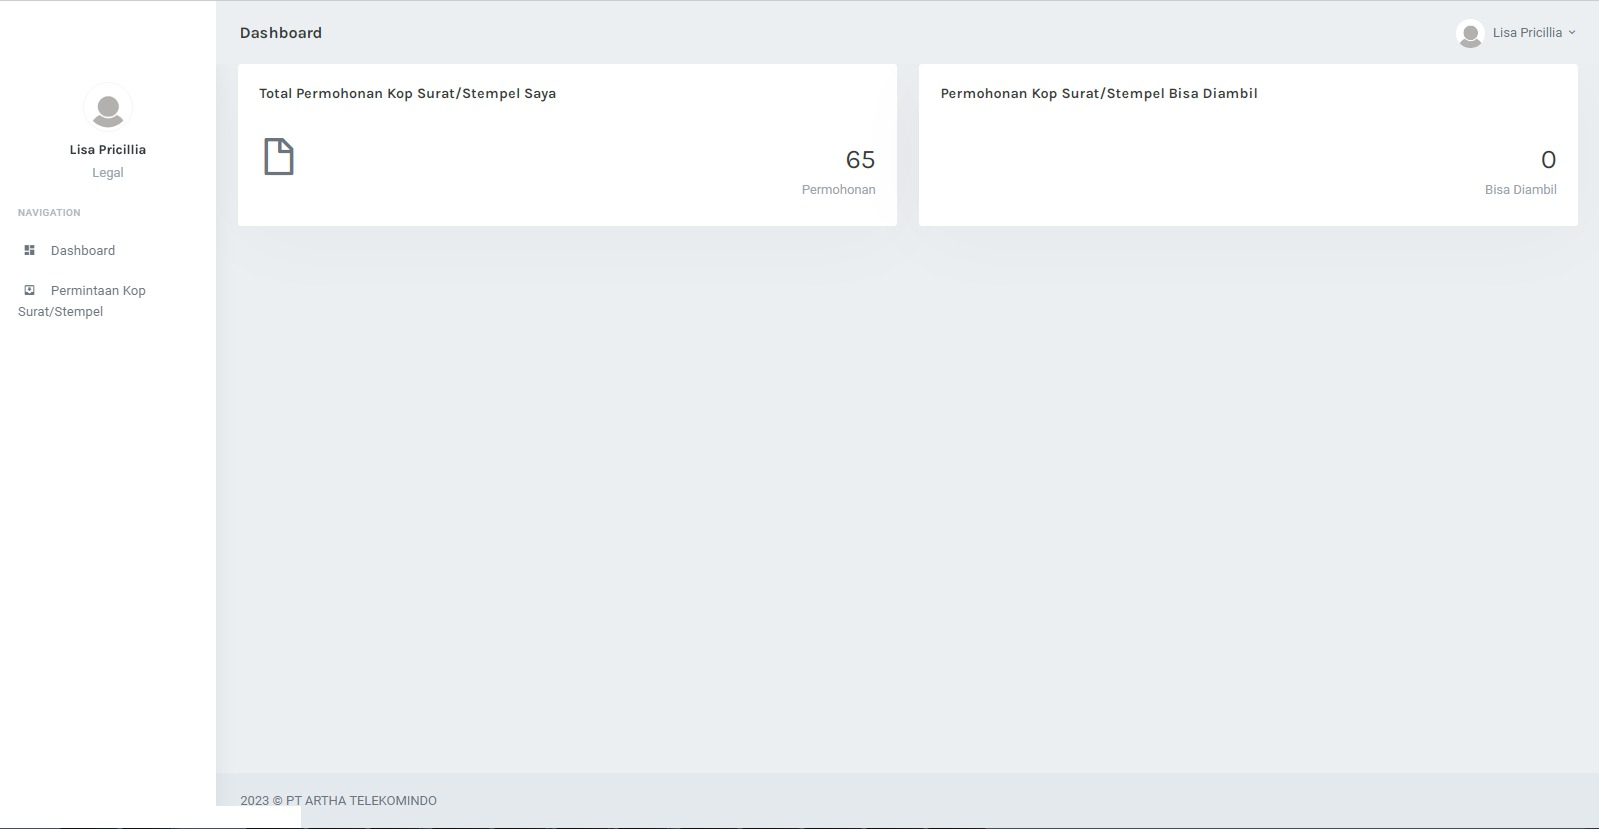 Dashboard
Lisa Pricillia
Lisa Pricillia
Legal
NAVIGATION
Dashboard
Permintaan Kop
Surat/Stempel
Total Permohonan Kop Surat/Stempel Saya
65
Permohonan
Permohonan Kop Surat/Stempel Bisa Diambil
0
Bisa Diambil
2023 © PT ARTHA TELEKOMINDO